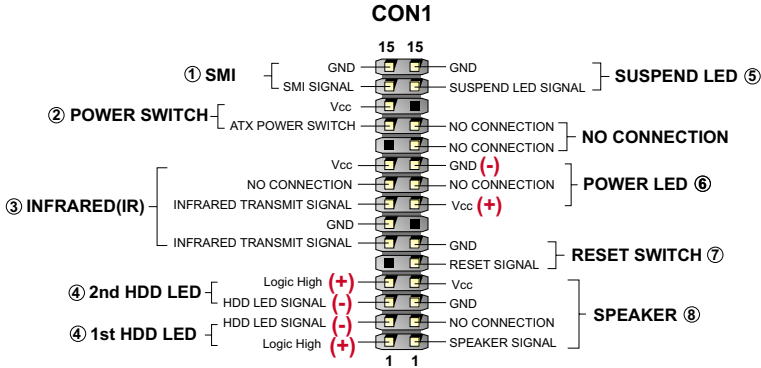 CON1
15 15
① SMI
GND
SMI SIGNAL
GND
SUSPEND LED SIGNAL
SUSPEND LED ⑤
② POWER SWITCH
Vcc
ATX POWER SWITCH
NO CONNECTION
NO CONNECTION
NO CONNECTION
③ INFRARED(IR)
Vcc
NO CONNECTION
INFRARED TRANSMIT SIGNAL
GND
INFRARED TRANSMIT SIGNAL
GND (-)
NO CONNECTION
Vcc (+)
POWER LED ⑥
GND
RESET SIGNAL
RESET SWITCH ⑦
④ 2nd HDD LED
Logic High (+)
HDD LED SIGNAL (-)
④ 1st HDD LED
HDD LED SIGNAL (-)
Logic High (+)
Vcc
GND
NO CONNECTION
SPEAKER SIGNAL
SPEAKER ⑧
1 1